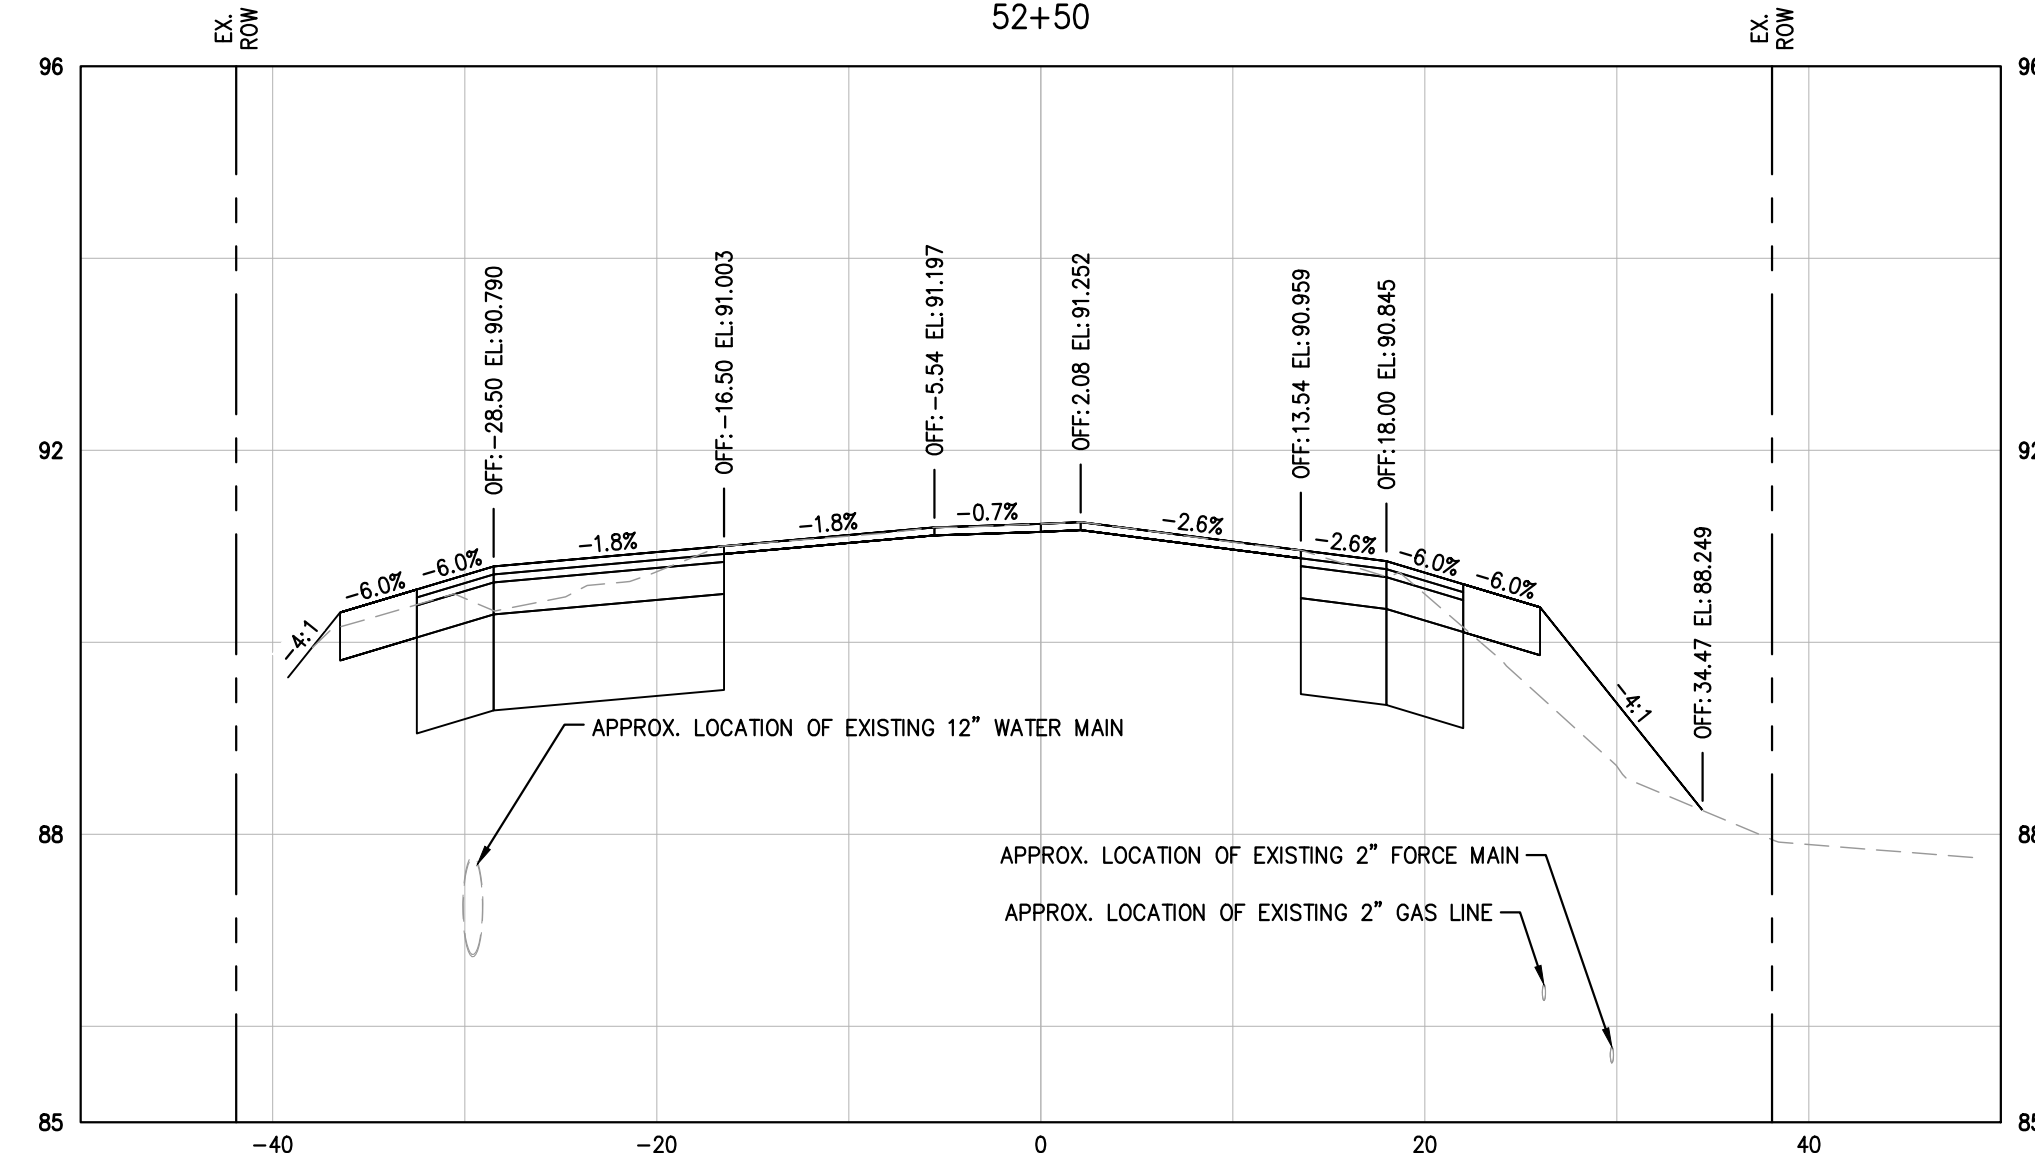 52+50
EX.
ROW
EX.
ROW
96
92
88
85
OFF:-28.50 EL:90.790
OFF:-16.50 EL:91.003
OFF:-5.54 EL:91.197
OFF:2.08 EL:91.252
OFF:13.54 EL:90.959
OFF:18.00 EL:90.845
OFF:34.47 EL:88.249
-4:1
-6.0%
-6.0%
-1.8%
-1.8%
-0.7%
-2.6%
-2.6%
-6.0%
-6.0%
-4:1
APPROX. LOCATION OF EXISTING 12" WATER MAIN
APPROX. LOCATION OF EXISTING 2" FORCE MAIN
APPROX. LOCATION OF EXISTING 2" GAS LINE
-40
-20
0
20
40